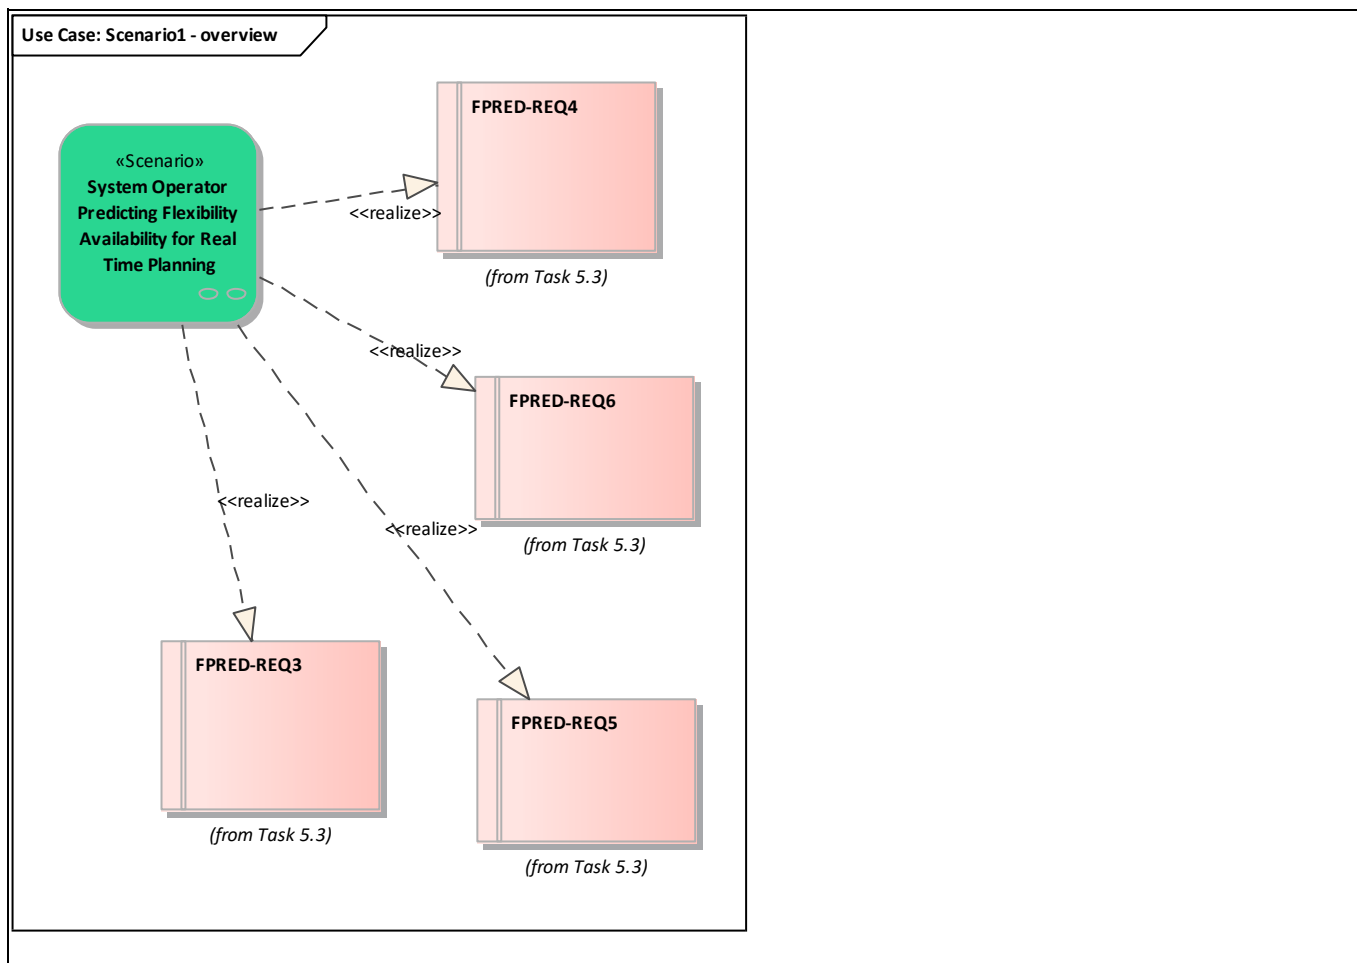 Use Case: Scenario1 - overview
«Scenario»
System Operator
Predicting Flexibility
Availability for Real
Time Planning
FPRED-REQ4
<<realize>>
(from Task 5.3)
<<realize>>
FPRED-REQ6
<<realize>>
<<realize>>
(from Task 5.3)
FPRED-REQ3
FPRED-REQ5
(from Task 5.3)
(from Task 5.3)